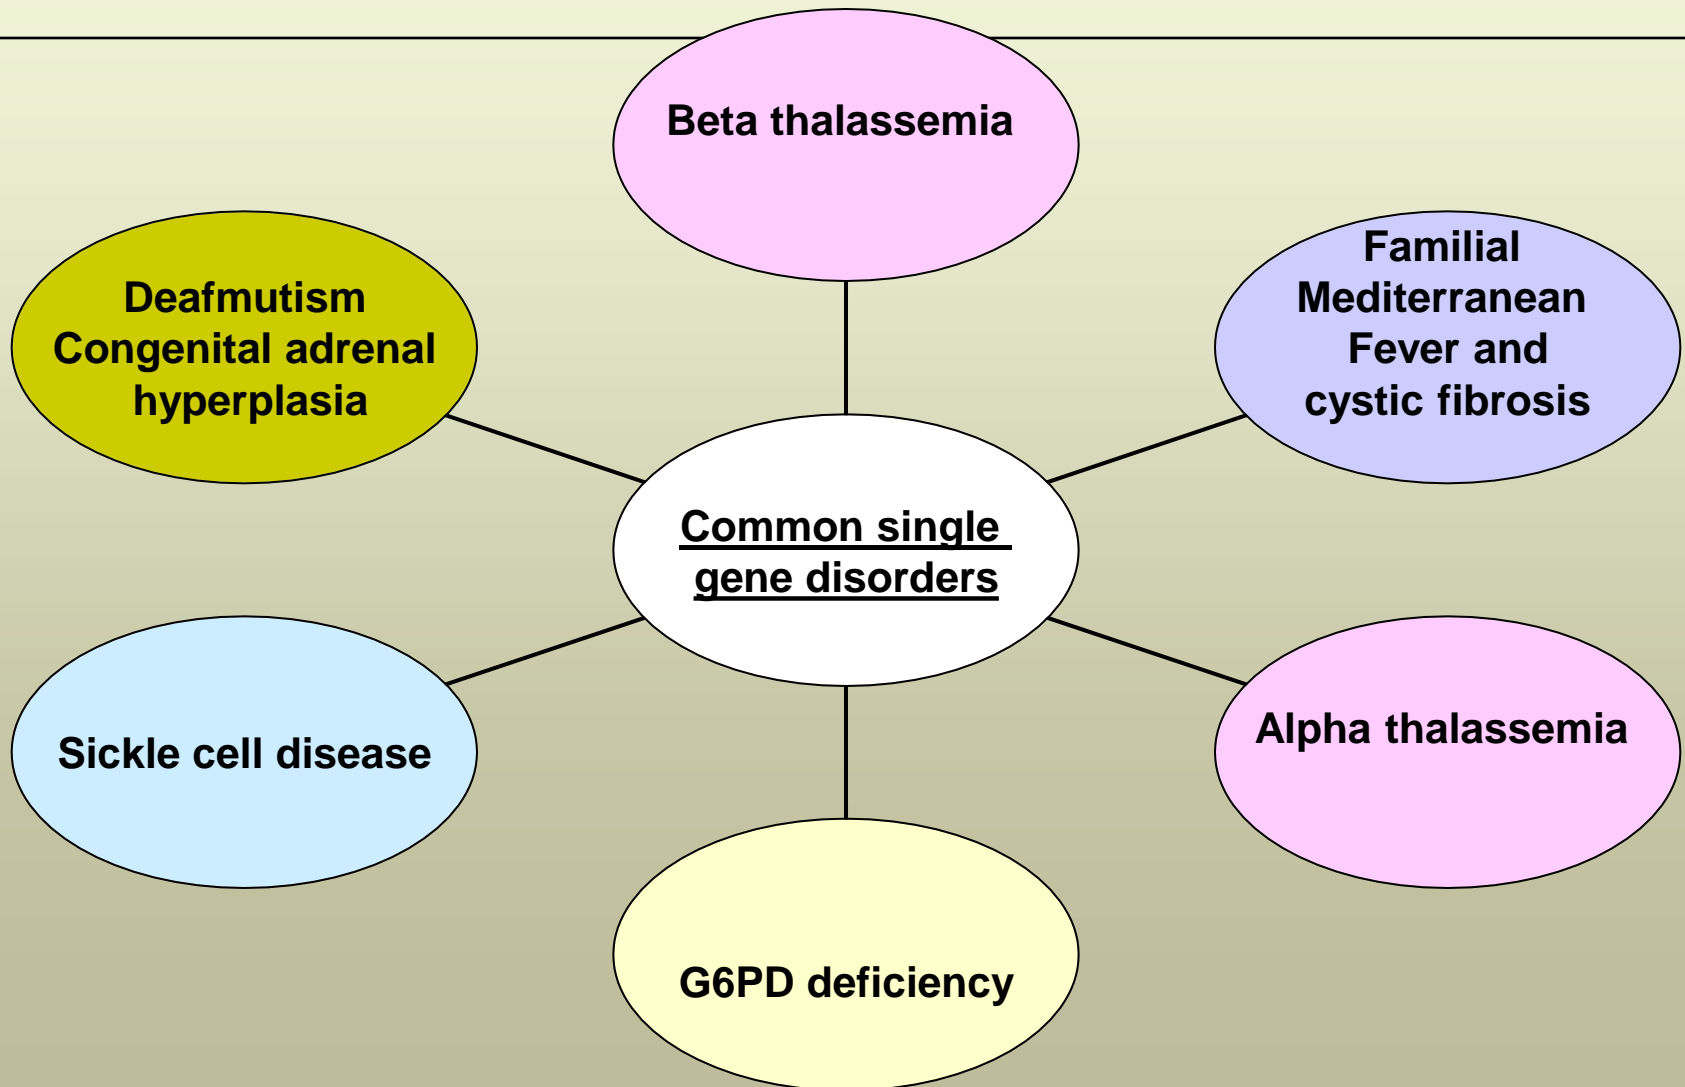 Beta thalassemia
Deafmutism
Congenital adrenal
hyperplasia
Familial
Mediterranean
Fever and
cystic fibrosis
Common single
gene disorders
Sickle cell disease
Alpha thalassemia
G6PD deficiency